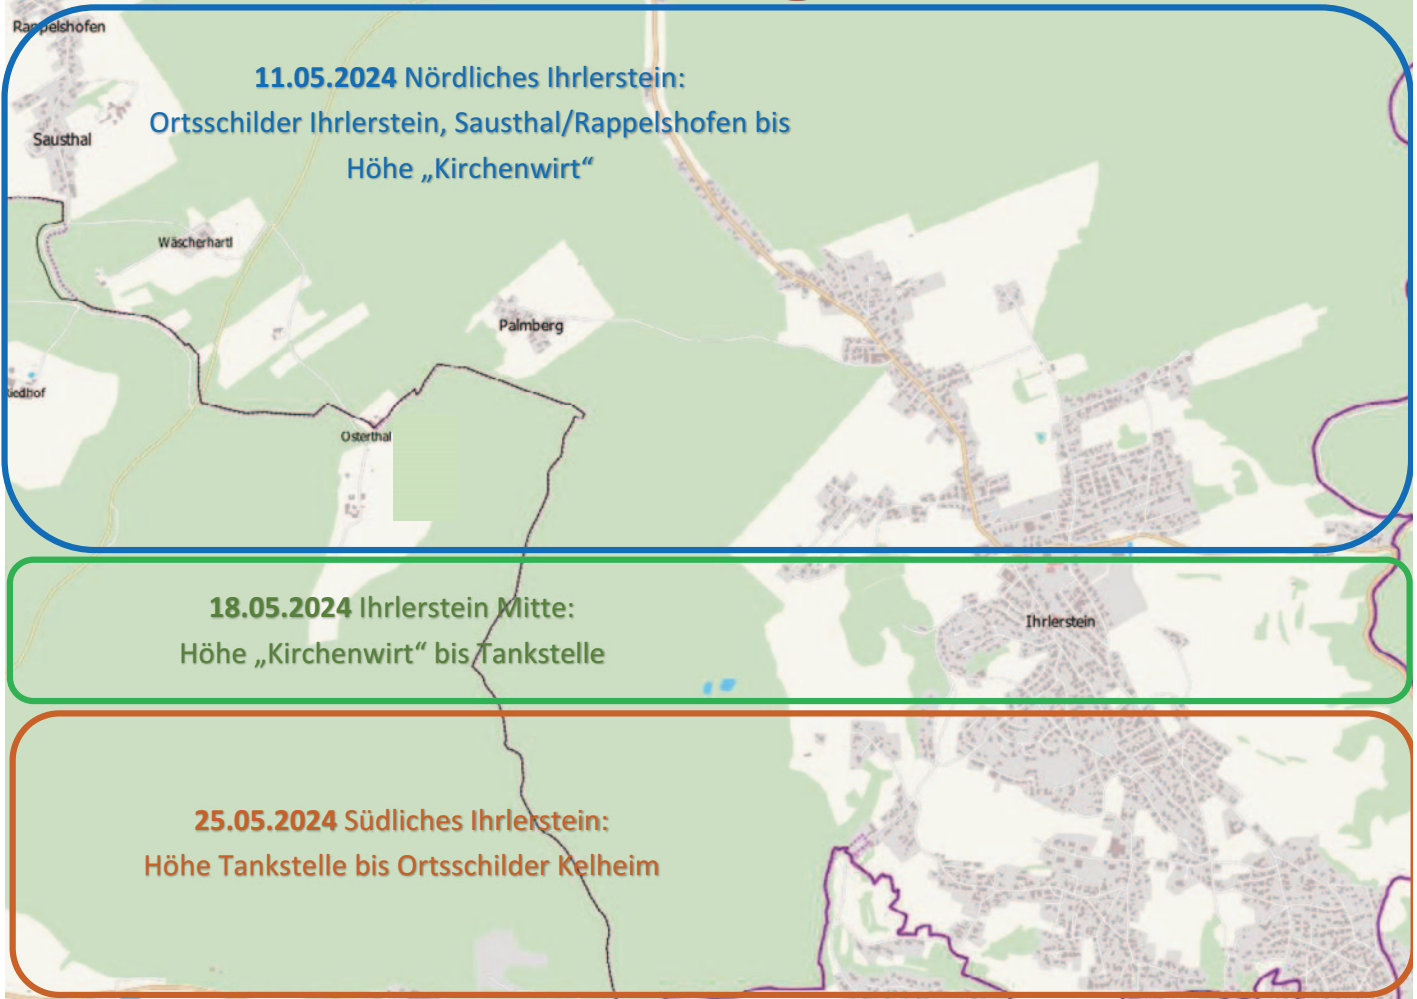 Rappelshofen
11.05.2024 Nördliches Ihrlerstein:
Ortsschilder Ihrlerstein, Sausthal/Rappelshofen bis
Höhe „Kirchenwirt“
Sausthal
Wäscherhartl
Palmberg
iedhof
Osterthal
18.05.2024 Ihrlerstein Mitte:
Höhe „Kirchenwirt“ bis Tankstelle
Ihrlerstein
25.05.2024 Südliches Ihrlerstein:
Höhe Tankstelle bis Ortsschilder Kelheim